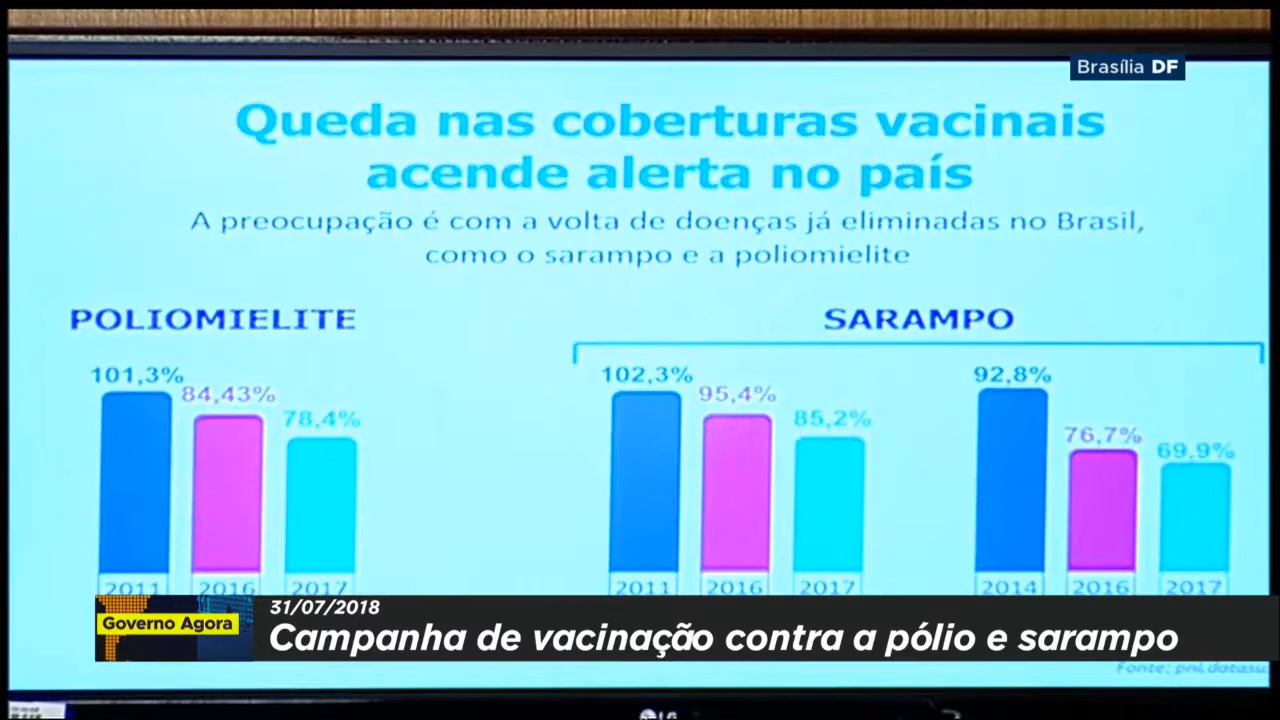 Brasília DF
Queda nas coberturas vacinais
acende alerta no país
A preocupação é com a volta de doenças já eliminadas no Brasil,
como o sarampo e a poliomielite
POLIOMIELITE
SARAMPO
101,3%
84,43%
78,4%
102,3%
95,4%
85,2%
92,8%
76,7%
69,9%
2011 2016 2017
2011 2016 2017
2014 2016 2017
Governo Agora
31/07/2018
Campanha de vacinação contra a pólio e sarampo
Fonte:
LG